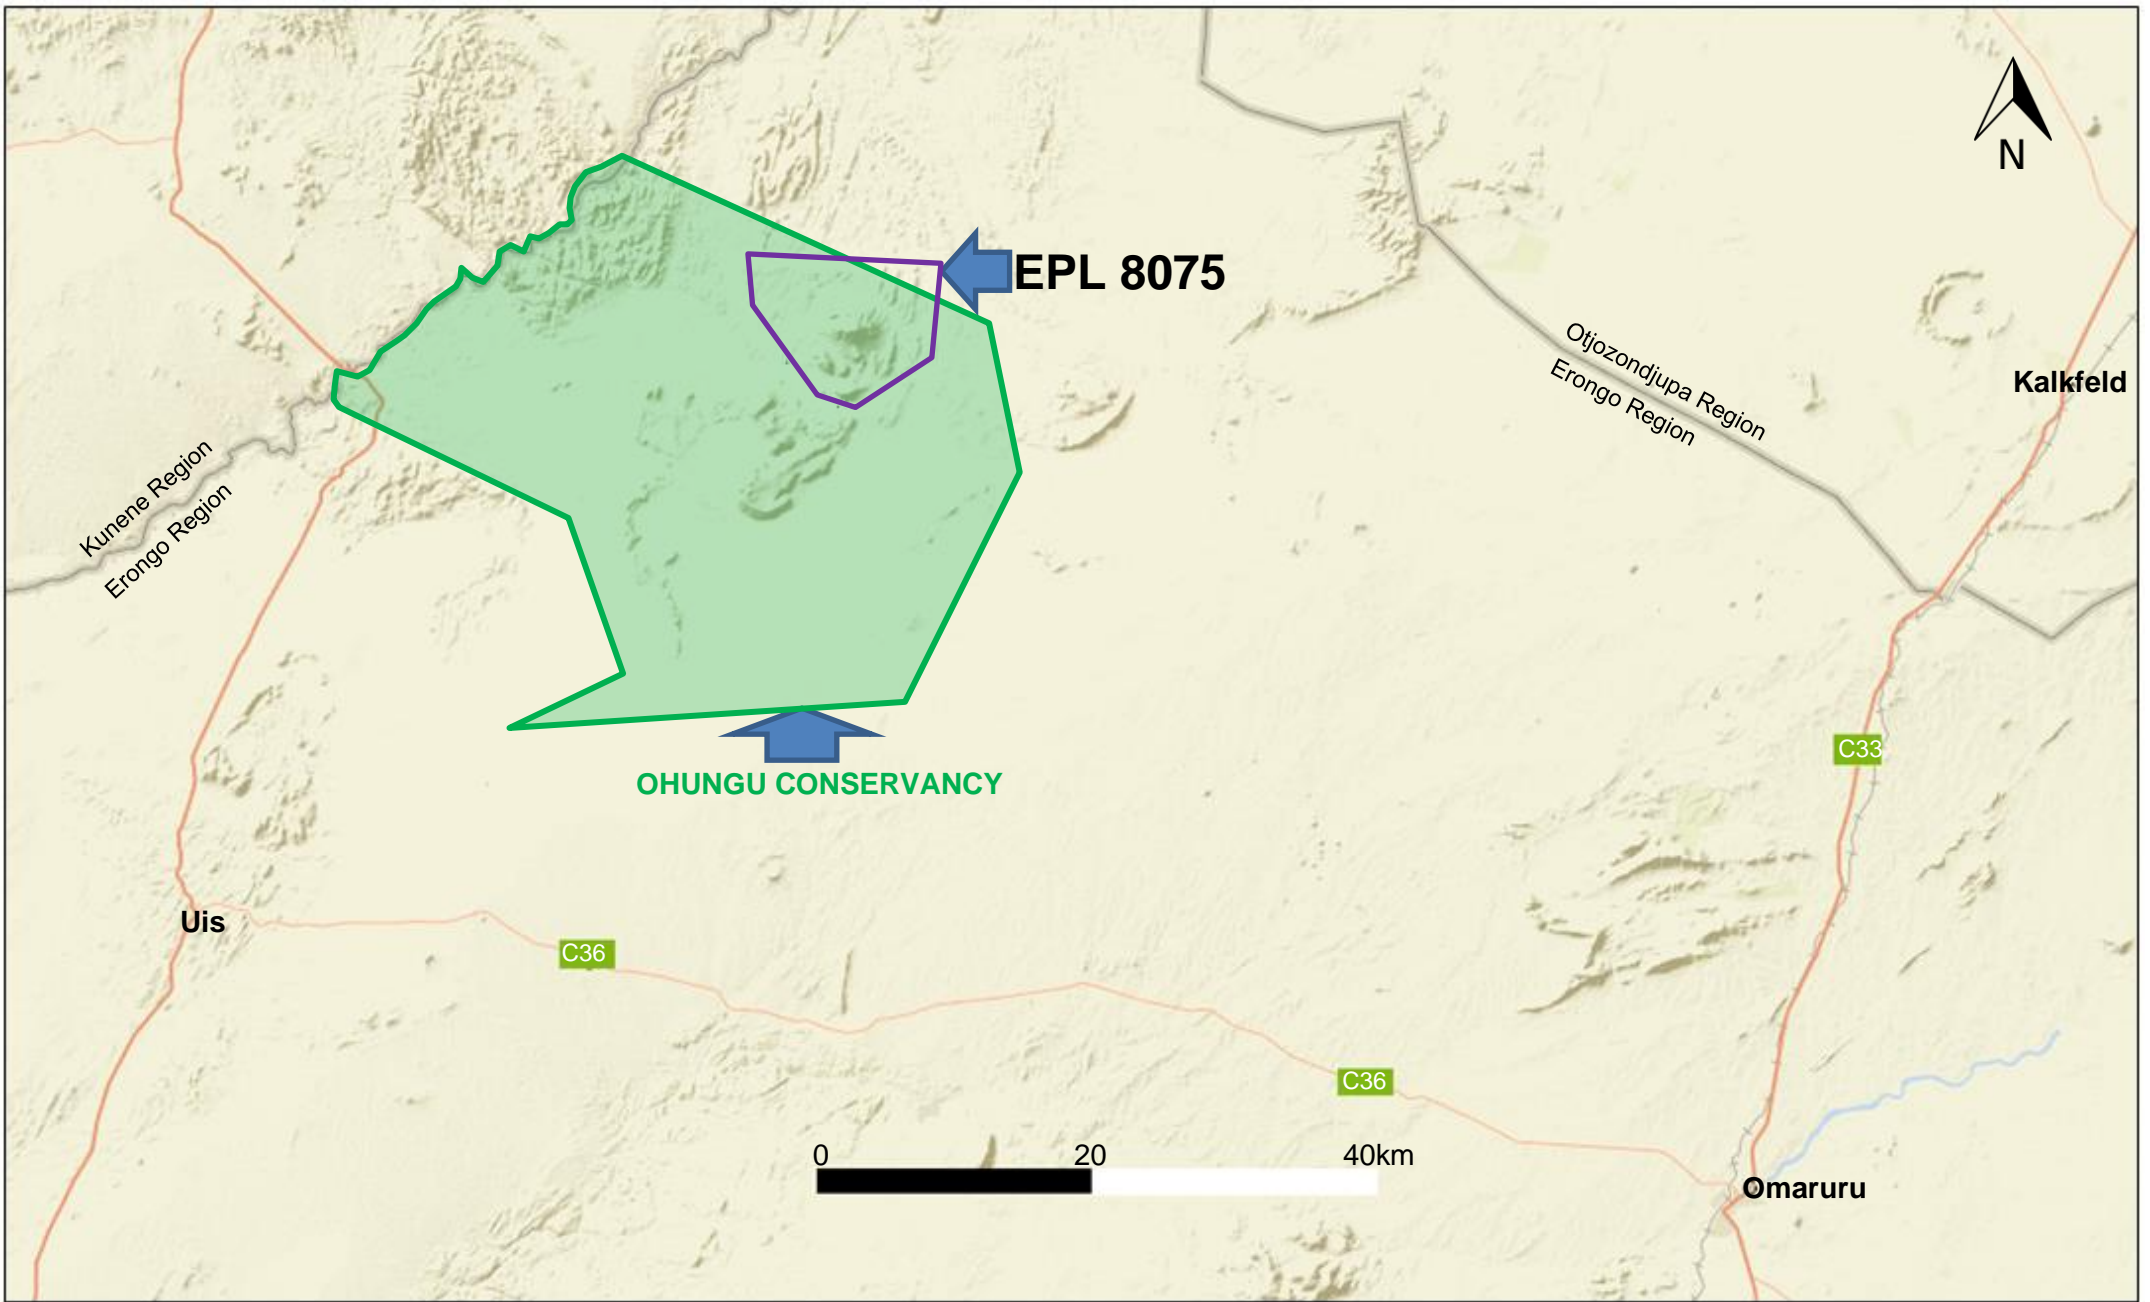 N
EPL 8075
Otjozondjupa Region
Erongo Region
Kalkfeld
Kunene Region
Erongo Region
C33
OHUNGU CONSERVANCY
Uis
C36
C36
0 20 40km
Omaruru